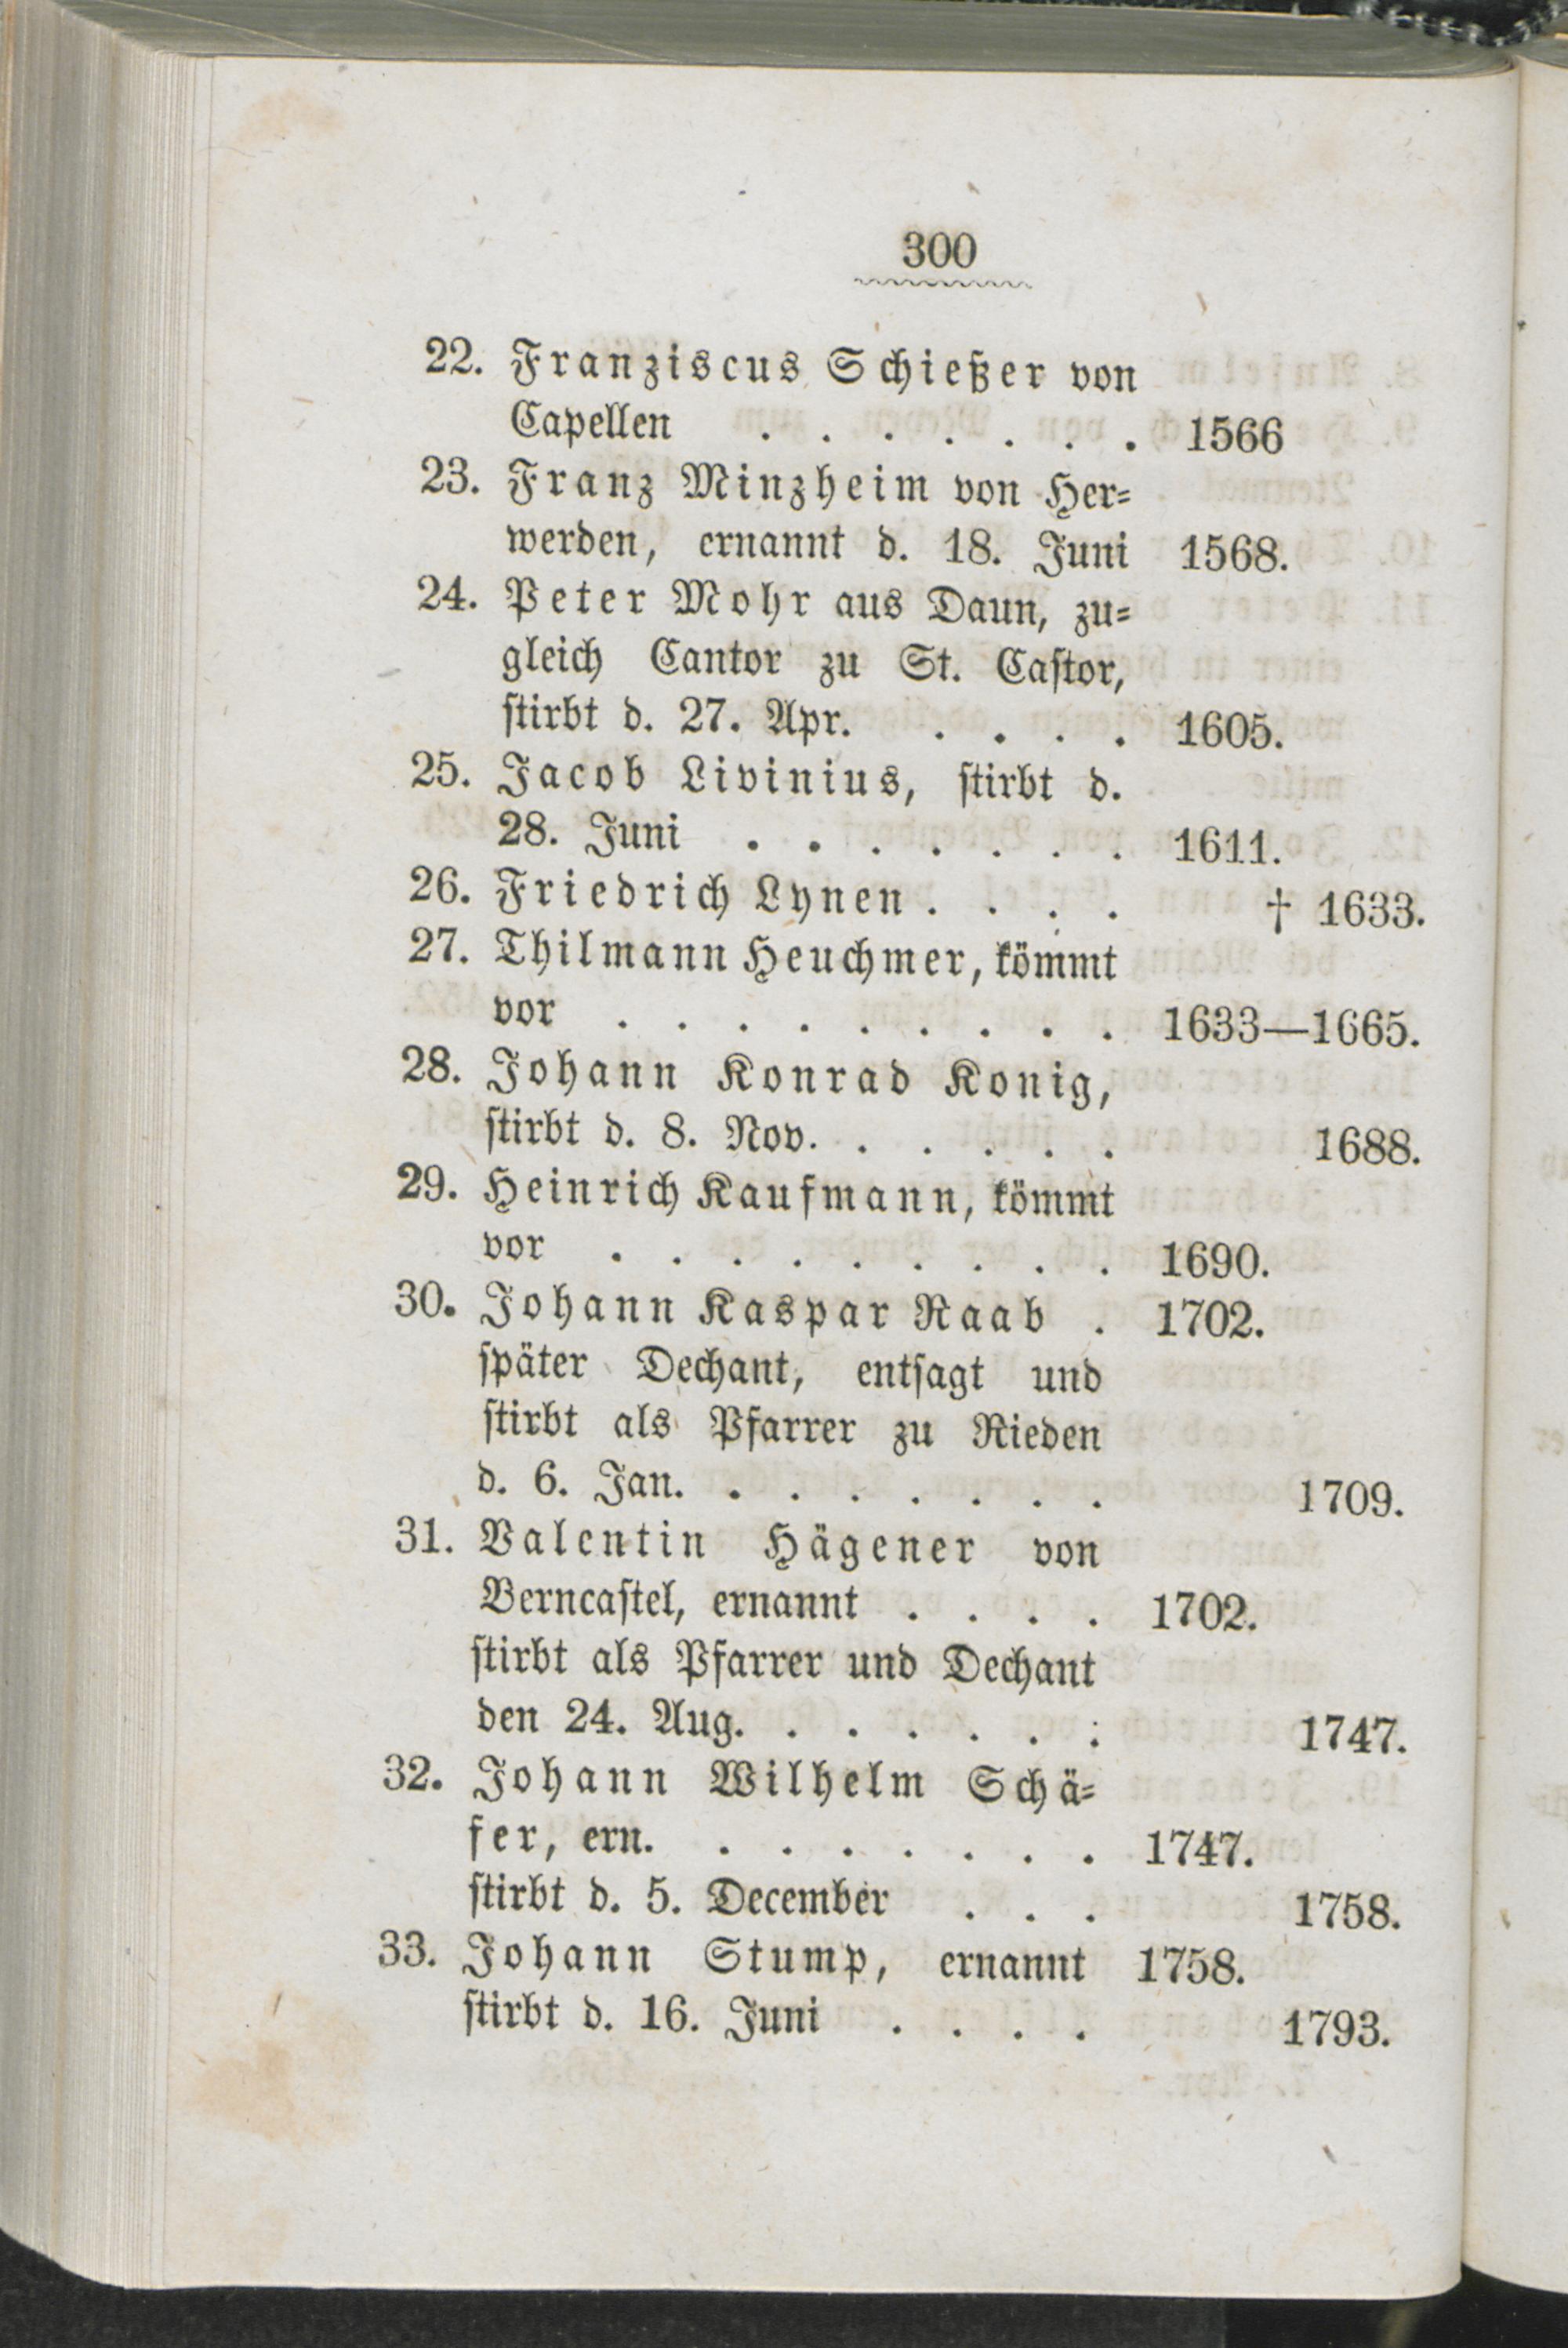 300
22. Franziscus Schießer von
Capellen . . . . . . . 1566
23. Franz Minzheim von Her=
werden, ernannt d. 18. Juni 1568.
24. Peter Mohr aus Daun, zu=
gleich Cantor zu St. Castor,
stirbt d. 27. Apr. . . . . 1605.
25. Jacob Livinius, stirbt d.
28. Juni . . . . . . . 1611.
26. Friedrich Lynen . . . . † 1633.
27. Thilmann Heuchmer, kömmt
vor . . . . . . . . . 1633—1665.
28. Johann Konrad Konig,
stirbt d. 8. Nov. . . . . . 1688.
29. Heinrich Kaufmann, kömmt
vor . . . . . . . . . 1690.
30. Johann Kaspar Raab . 1702.
später Dechant, entsagt und
stirbt als Pfarrer zu Rieden
d. 6. Jan. . . . . . . . 1709.
31. Valentin Hägener von
Berncastel, ernannt . . . . 1702.
stirbt als Pfarrer und Dechant
den 24. Aug. . . . . . : 1747.
32. Johann Wilhelm Schä=
fer, ern. . . . . . . . 1747.
stirbt d. 5. December . . . 1758.
33. Johann Stump, ernannt 1758.
stirbt d. 16. Juni . . . . 1793.